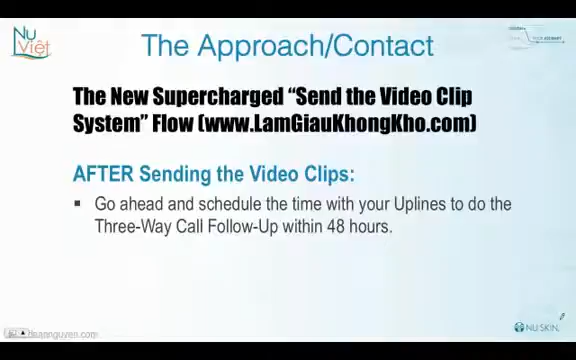 Nu
Việt
The Approach/Contact
The New Supercharged “Send the Video Clip
System” Flow (www.LamGiauKhongKho.com)
AFTER Sending the Video Clips:
▪ Go ahead and schedule the time with your Uplines to do the
Three-Way Call Follow-Up within 48 hours.
NU SKIN